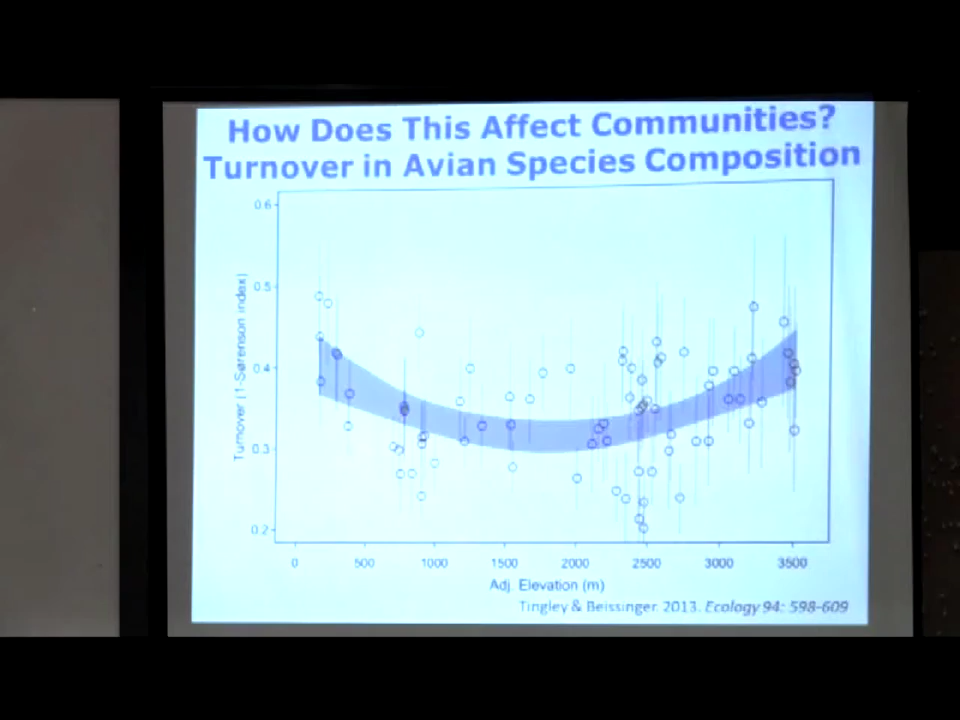 How Does This Affect Communities?
Turnover in Avian Species Composition
Turnover (1-Sørenson index)
0.6
0.5
0.4
0.3
0.2
0 500 1000 1500 2000 2500 3000 3500
Adj. Elevation (m)
Tingley & Beissinger 2013. Ecology 94: 598-609